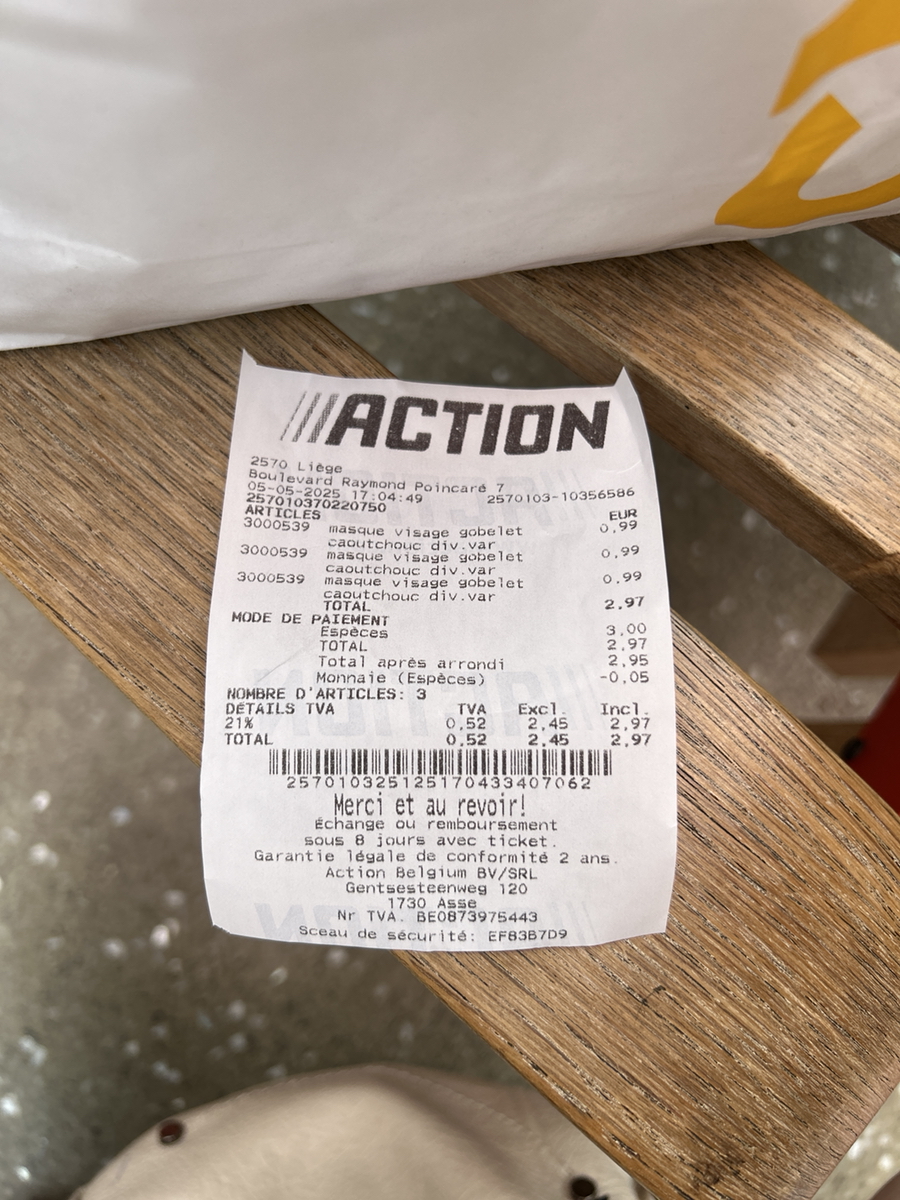 ACTION
2570 Liège
Boulevard Raymond Poincaré 7
05-05-2025 17:04:49 2570103-10356586
257010370220750
ARTICLES EUR
3000539 masque visage gobelet 0,99
caoutchouc div.var
3000539 masque visage gobelet 0,99
caoutchouc div.var
3000539 masque visage gobelet 0,99
caoutchouc div.var
TOTAL 2,97
MODE DE PAIEMENT
Espèces 3,00
TOTAL 2,97
Total après arrondi 2,95
Monnaie (Espèces) -0,05
NOMBRE D'ARTICLES: 3
DÉTAILS TVA TVA Excl. Incl.
21% 0,52 2,45 2,97
TOTAL 0,52 2,45 2,97
257010325125170433407062
Merci et au revoir!
Échange ou remboursement
sous 8 jours avec ticket.
Garantie légale de conformité 2 ans.
Action Belgium BV/SRL
Gentsesteenweg 120
1730 Asse
Nr TVA. BE0873975443
Sceau de sécurité: EF83B7D9